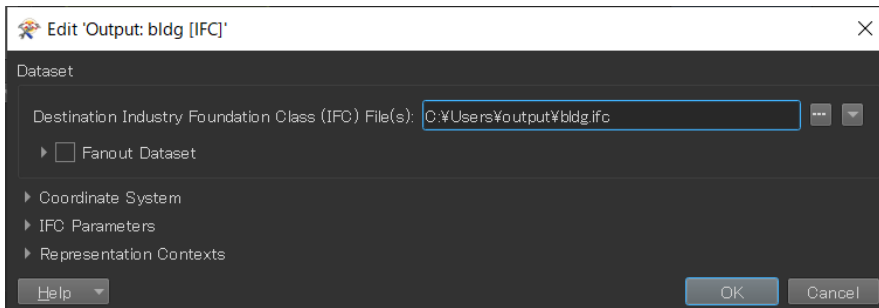 Edit 'Output: bldg [IFC]'
Dataset
Destination Industry Foundation Class (IFC) File(s): C:¥Users¥output¥bldg.ifc
Fanout Dataset
Coordinate System
IFC Parameters
Representation Contexts
Help OK Cancel